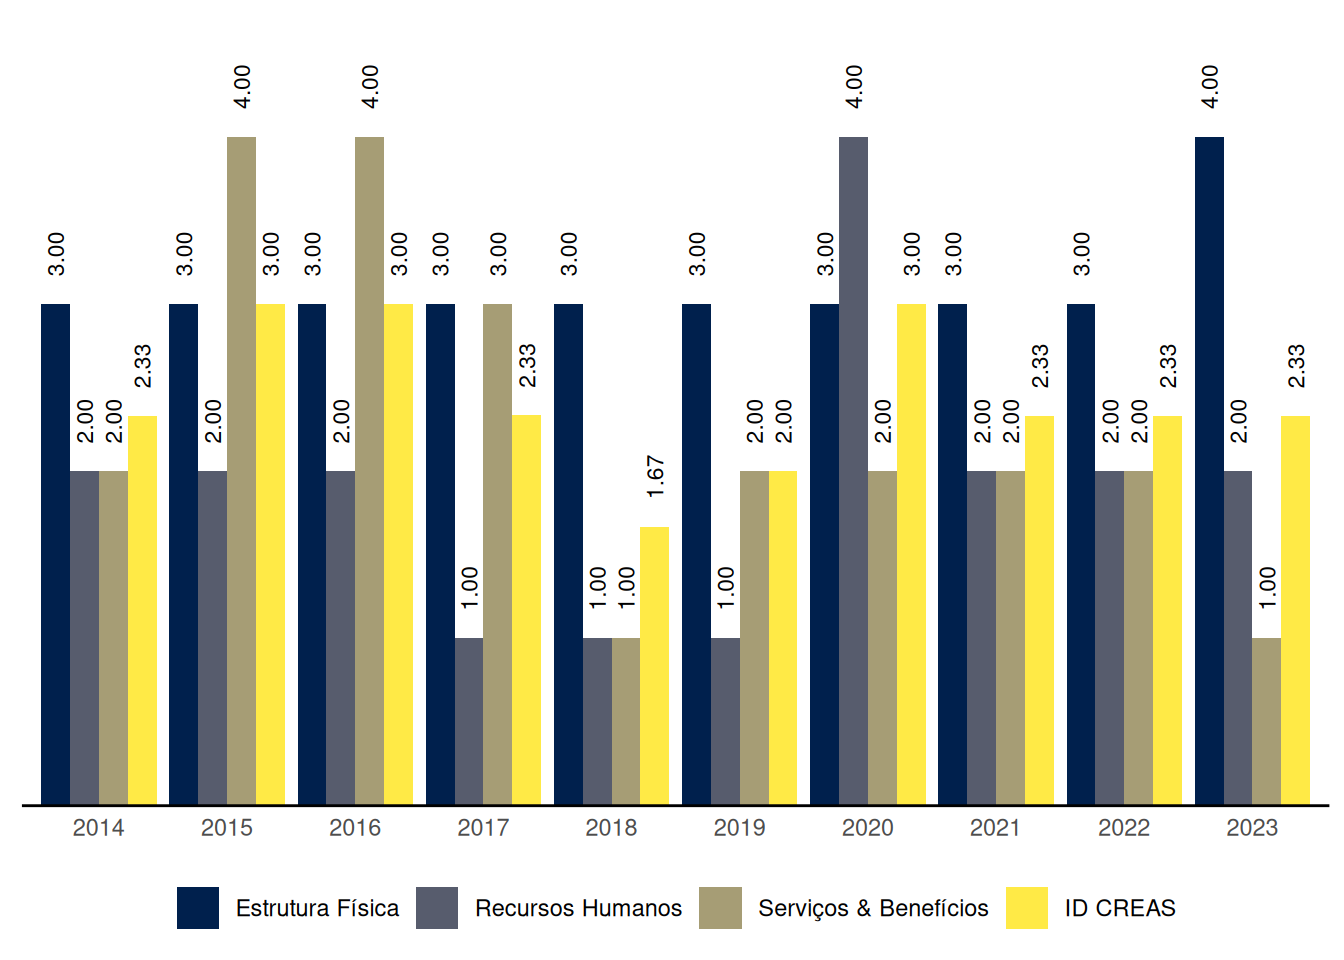 4.00 4.00 4.00 4.00
3.00 3.00 3.00 3.00 3.00 3.00 3.00 3.00 3.00 3.00 3.00 3.00 3.00
2.33 2.33 2.33 2.33 2.33
2.00 2.00 2.00 2.00 2.00 2.00 2.00 2.00 2.00 2.00 2.00 2.00
1.67
1.00 1.00 1.00 1.00 1.00
2014 2015 2016 2017 2018 2019 2020 2021 2022 2023
Estrutura Física Recursos Humanos Serviços & Benefícios ID CREAS